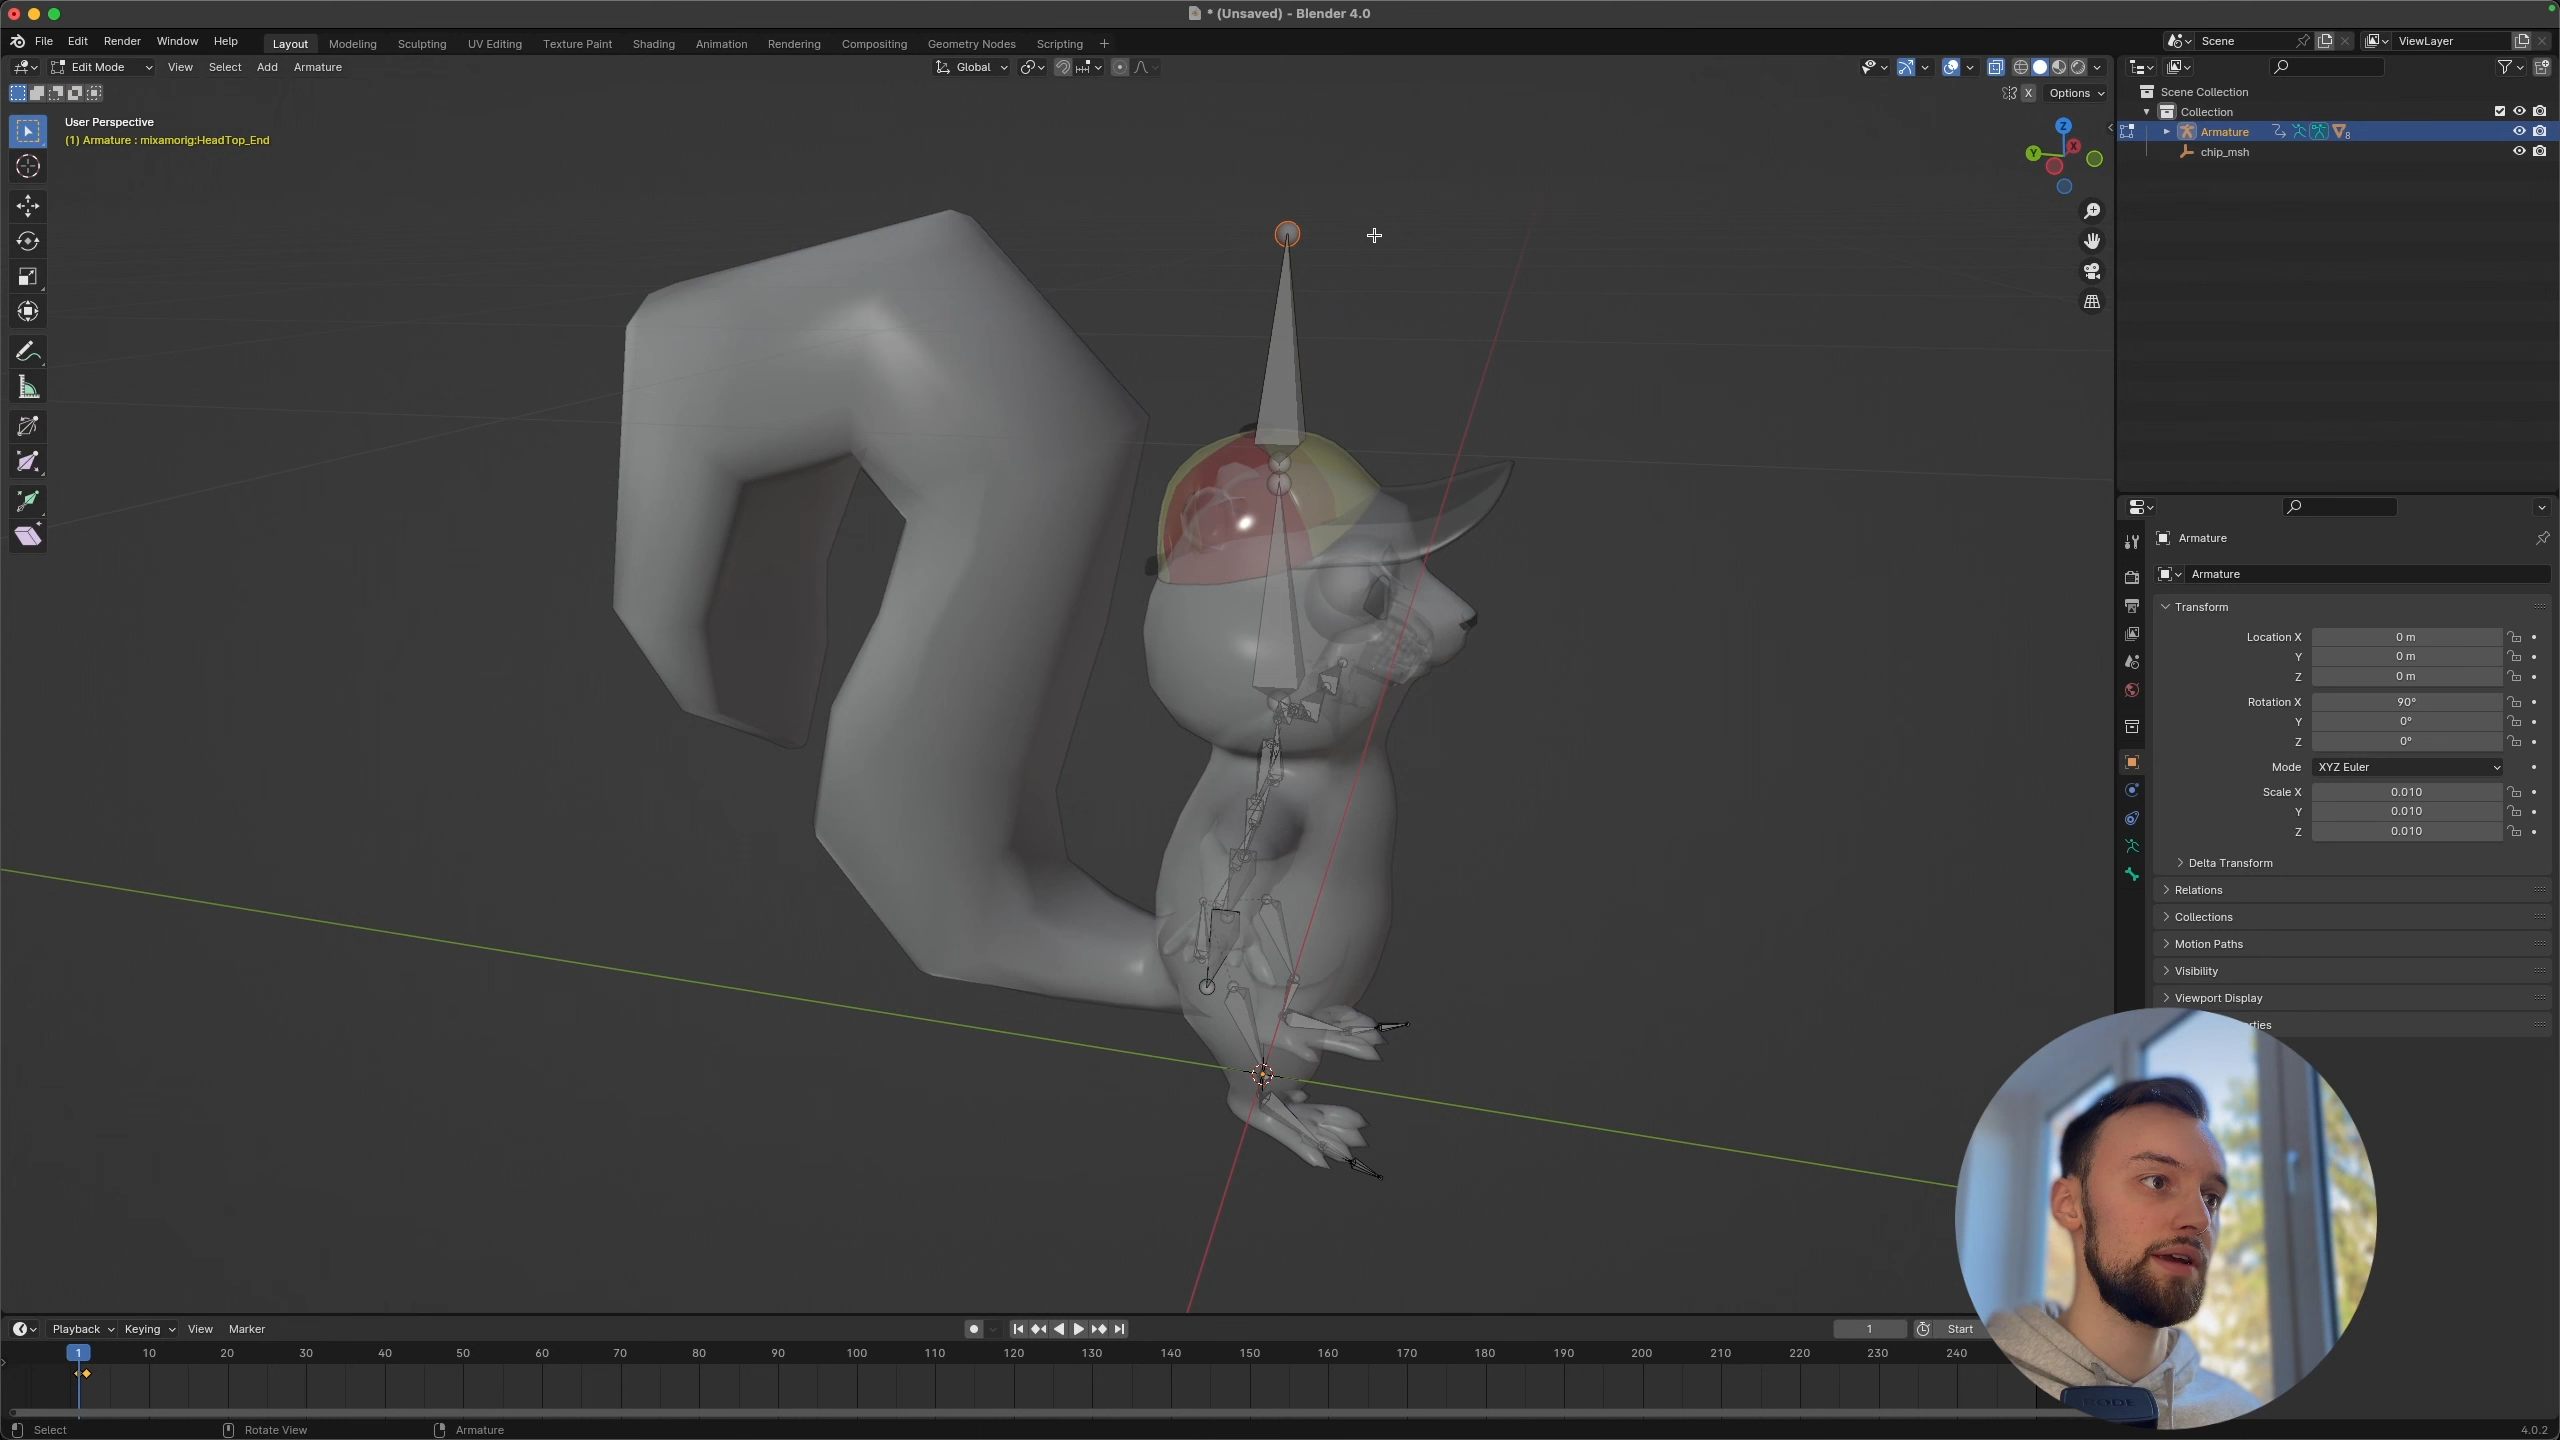 * (Unsaved) - Blender 4.0
File Edit Render Window Help
Layout Modeling Sculpting UV Editing Texture Paint Shading Animation Rendering Compositing Geometry Nodes Scripting +
Scene
ViewLayer
Edit Mode View Select Add Armature
Global
X Options
User Perspective
(1) Armature : mixamorig:HeadTop_End
Z
X
Y
Scene Collection
Collection
Armature 8
chip_msh
Armature
Armature
Transform
Location X 0 m
Y 0 m
Z 0 m
Rotation X 90°
Y 0°
Z 0°
Mode XYZ Euler
Scale X 0.010
Y 0.010
Z 0.010
Delta Transform
Relations
Collections
Motion Paths
Visibility
Viewport Display
rties
RODE
Playback Keying View Marker
1 Start
1 10 20 30 40 50 60 70 80 90 100 110 120 130 140 150 160 170 180 190 200 210 220 230 240
Select Rotate View Armature
4.0.2